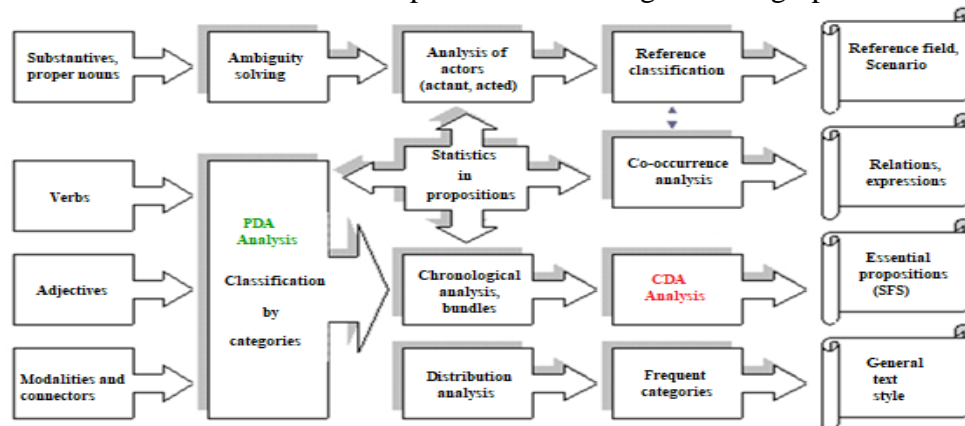 Substantives,
proper nouns
Ambiguity
solving
Analysis of
actors
(actant, acted)
Reference
classification
Reference field,
Scenario
Verbs
Statistics
in
propositions
Co-occurrence
analysis
Relations,
expressions
PDA
Analysis
Classification
by
categories
Adjectives
Chronological
analysis,
bundles
CDA
Analysis
Essential
propositions
(SFS)
Modalities and
connectors
Distribution
analysis
Frequent
categories
General
text
style